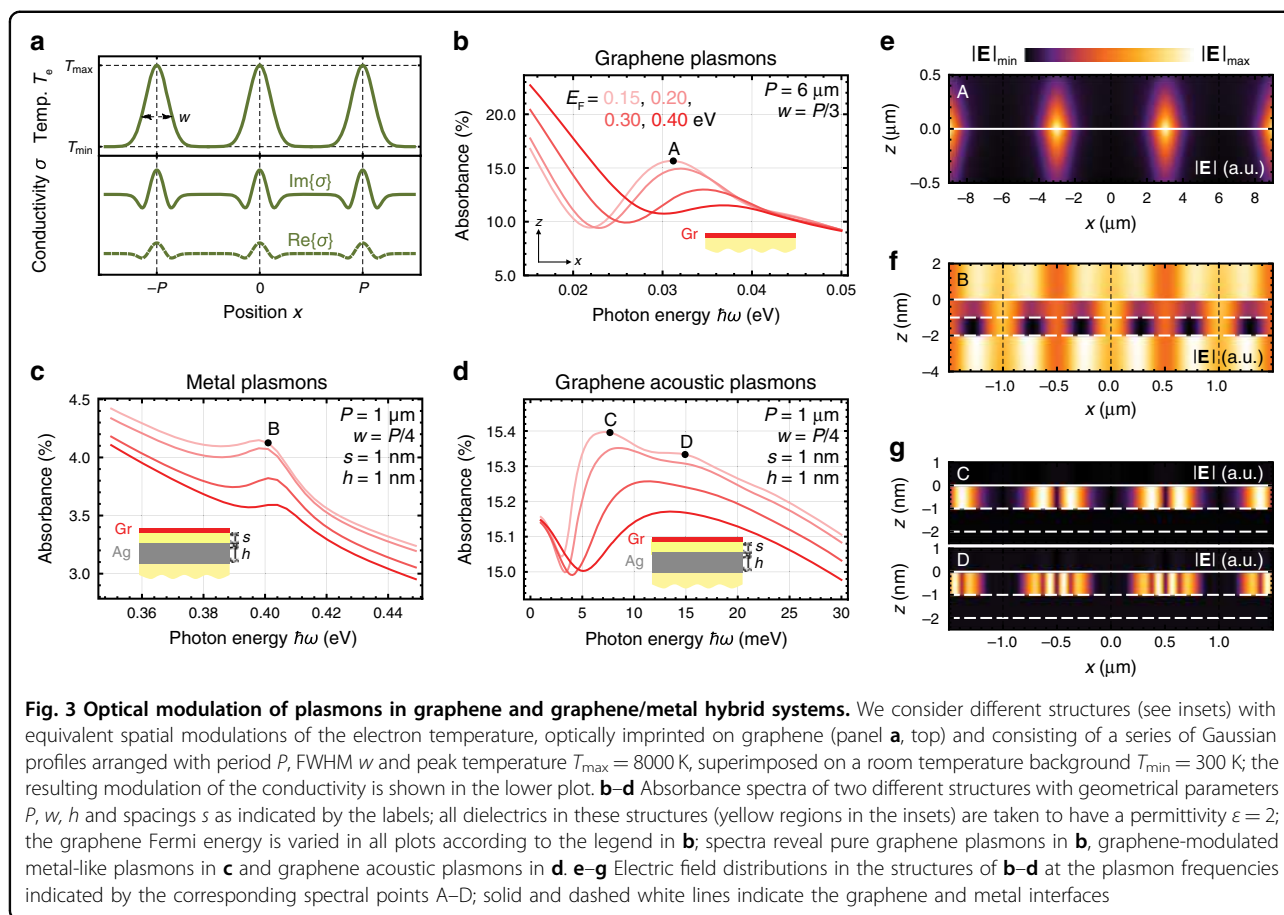 a
Temp. Tₑ
Tmax
w
Tmin
Conductivity σ
Im{σ}
Re{σ}
−P
0
P
Position x
b
Graphene plasmons
Absorbance (%)
20.0
15.0
10.0
5.0
E_F = 0.15, 0.20,
0.30, 0.40 eV
P = 6 μm
w = P/3
A
z
x
Gr
0.02
0.03
0.04
0.05
Photon energy ℏω (eV)
c
Metal plasmons
Absorbance (%)
4.5
4.0
3.5
3.0
B
P = 1 μm
w = P/4
s = 1 nm
h = 1 nm
Gr
s
Ag
h
0.36
0.38
0.40
0.42
0.44
Photon energy ℏω (eV)
d
Graphene acoustic plasmons
Absorbance (%)
15.4
15.3
15.2
15.1
15.0
C
D
P = 1 μm
w = P/4
s = 1 nm
h = 1 nm
Gr
s
Ag
h
0
5
10
15
20
25
30
Photon energy ℏω (meV)
e
|E|min
|E|max
A
z (μm)
0.5
0.0
−0.5
|E| (a.u.)
−8 −6 −4 −2 0 2 4 6 8
x (μm)
f
B
z (nm)
2
0
−2
−4
|E| (a.u.)
−1.0 −0.5 0.0 0.5 1.0
x (μm)
g
C
|E| (a.u.)
z (nm)
1
0
−1
−2
D
|E| (a.u.)
z (nm)
1
0
−1
−2
−1.0 −0.5 0.0 0.5 1.0
x (μm)
Fig. 3 Optical modulation of plasmons in graphene and graphene/metal hybrid systems. We consider different structures (see insets) with
equivalent spatial modulations of the electron temperature, optically imprinted on graphene (panel a, top) and consisting of a series of Gaussian
profiles arranged with period P, FWHM w and peak temperature Tmax = 8000 K, superimposed on a room temperature background Tmin = 300 K; the
resulting modulation of the conductivity is shown in the lower plot. b–d Absorbance spectra of two different structures with geometrical parameters
P, w, h and spacings s as indicated by the labels; all dielectrics in these structures (yellow regions in the insets) are taken to have a permittivity ε = 2;
the graphene Fermi energy is varied in all plots according to the legend in b; spectra reveal pure graphene plasmons in b, graphene-modulated
metal-like plasmons in c and graphene acoustic plasmons in d. e–g Electric field distributions in the structures of b–d at the plasmon frequencies
indicated by the corresponding spectral points A–D; solid and dashed white lines indicate the graphene and metal interfaces